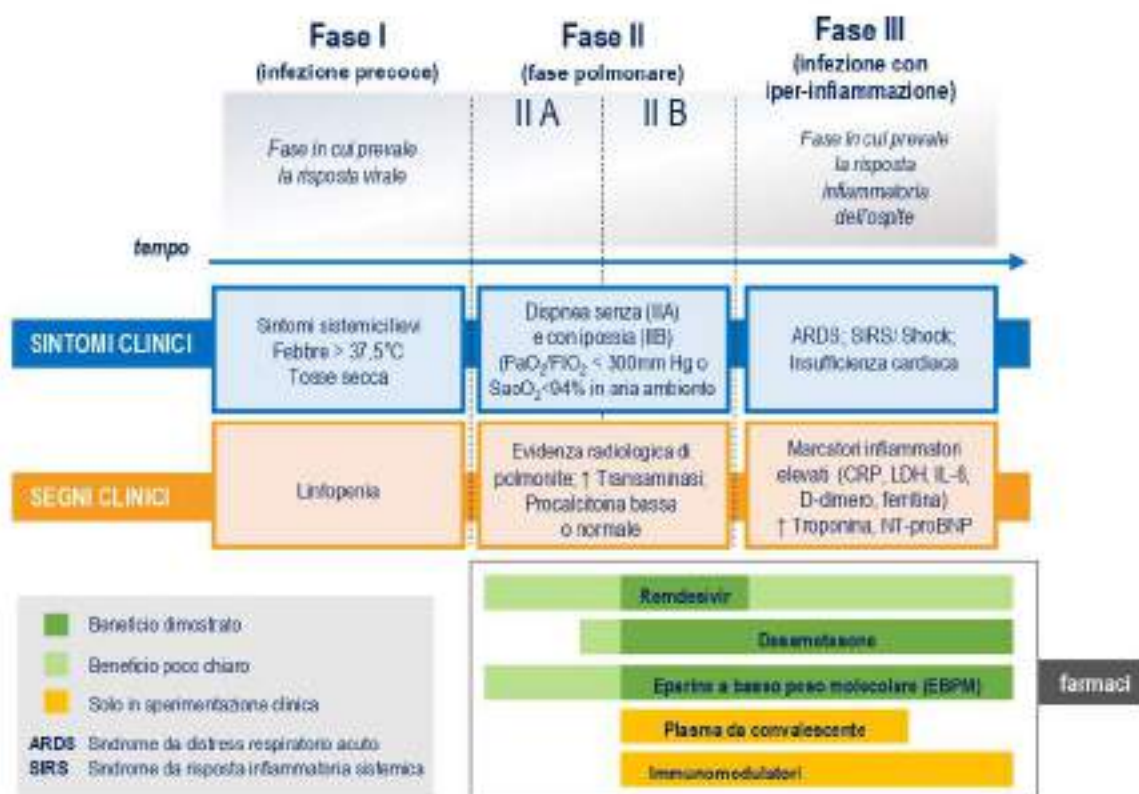 Fase I
(infezione precoce)
Fase II
(fase polmonare)
Fase III
(infezione con
iper-infiammazione)
II A
II B
Fase in cui prevale
la risposta virale
Fase in cui prevale
la risposta
infiammatoria
dell'ospite
tempo
SINTOMI CLINICI
Sintomi sistemicilievi
Febbre > 37,5°C
Tosse secca
Dispnea senza (IIA)
e con ipossia (IIB)
(PaO2/FIO2 < 300mm Hg o
SaoO2<94% in aria ambiente
ARDS; SIRS/ Shock;
Insufficienza cardiaca
SEGNI CLINICI
Linfopenia
Evidenza radiologica di
polmonite; ↑ Transaminasi;
Procalcitonina bassa
o normale
Marcatori infiammatori
elevati (CRP, LDH, IL-6,
D-dimero, ferritina)
↑ Troponina, NT-proBNP
Beneficio dimostrato
Beneficio poco chiaro
Solo in sperimentazione clinica
ARDS Sindrome da distress respiratorio acuto
SIRS Sindrome da risposta infiammatoria sistemica
Remdesivir
Desametasone
Eparine a basso peso molecolare (EBPM)
Plasma da convalescente
Immunomodulatori
farmaci